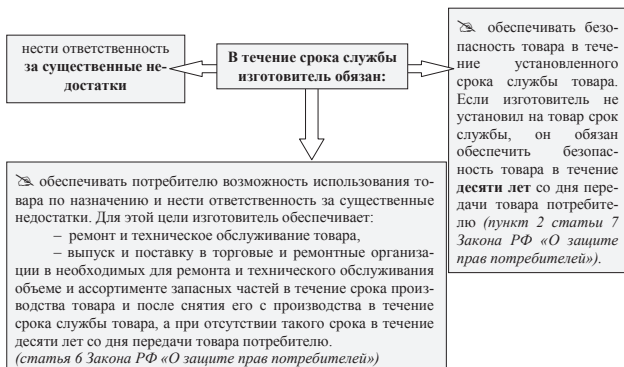 нести ответственность
за существенные не-
достатки
В течение срока службы
изготовитель обязан:
обеспечивать безо-
пасность товара в тече-
ние установленного
срока службы товара.
Если изготовитель не
установил на товар срок
службы, он обязан
обеспечить безопас-
ность товара в течение
десяти лет со дня пере-
дачи товара потребите-
лю (пункт 2 статьи 7
Закона РФ «О защите
прав потребителей»).
обеспечивать потребителю возможность использования то-
вара по назначению и нести ответственность за существенные
недостатки. Для этой цели изготовитель обеспечивает:
– ремонт и техническое обслуживание товара,
– выпуск и поставку в торговые и ремонтные организа-
ции в необходимых для ремонта и технического обслуживания
объеме и ассортименте запасных частей в течение срока произ-
водства товара и после снятия его с производства в течение
срока службы товара, а при отсутствии такого срока в течение
десяти лет со дня передачи товара потребителю.
(статья 6 Закона РФ «О защите прав потребителей»)